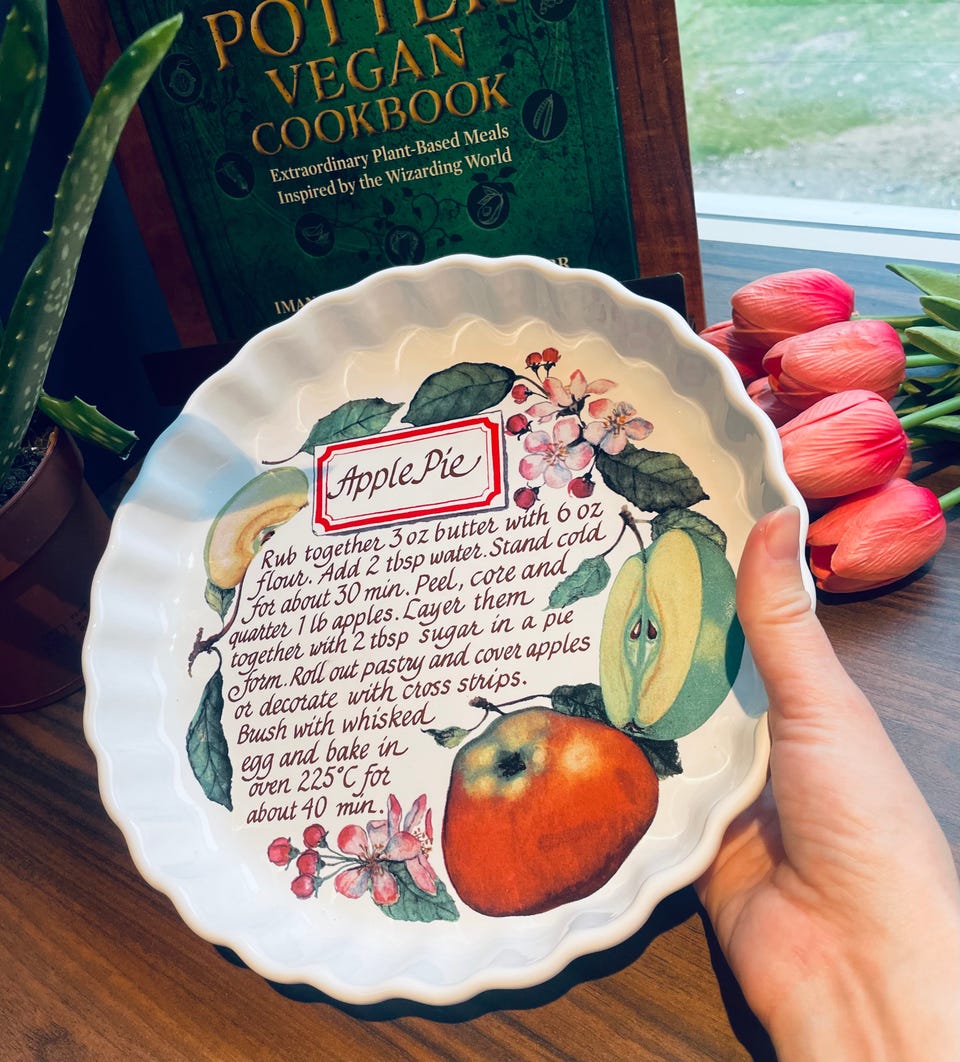 POTTER
VEGAN
COOKBOOK
Extraordinary Plant-Based Meals
Inspired by the Wizarding World
Apple Pie
Rub together 3 oz butter with 6 oz
flour. Add 2 tbsp water. Stand cold
for about 30 min. Peel, core and
quarter 1 lb apples. Layer them
together with 2 tbsp sugar in a pie
form. Roll out pastry and cover apples
or decorate with cross strips.
Brush with whisked
egg and bake in
oven 225°C for
about 40 min.